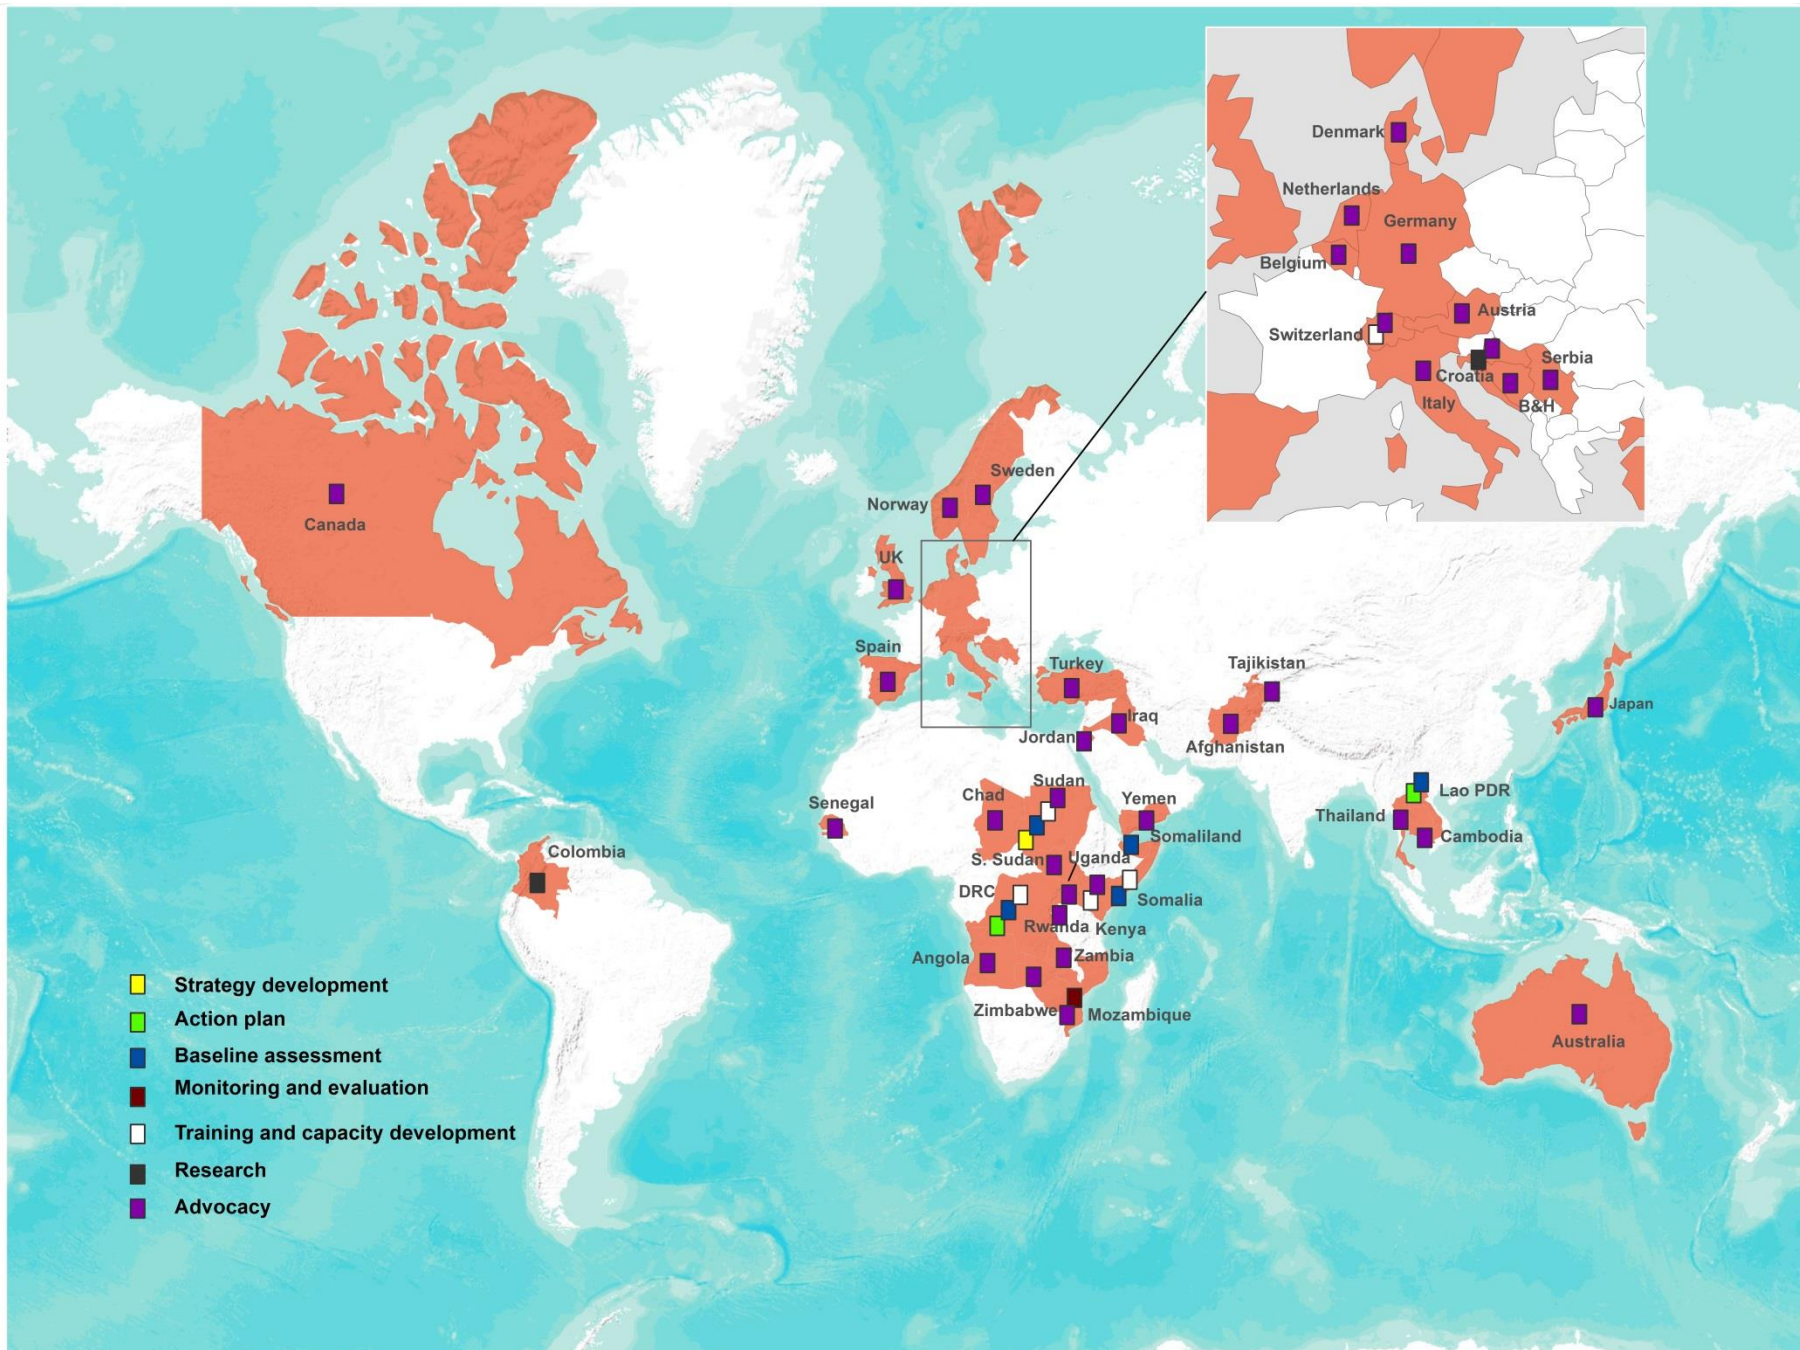 Denmark
Netherlands
Germany
Belgium
Austria
Switzerland
Serbia
Croatia
Italy
B&H
Canada
Sweden
Norway
UK
Spain
Turkey
Tajikistan
Iraq
Jordan
Afghanistan
Japan
Sudan
Chad
Senegal
Yemen
Lao PDR
Thailand
Somaliland
Cambodia
Colombia
S. Sudan
Uganda
DRC
Somalia
Rwanda
Kenya
Angola
Zambia
Zimbabwe
Mozambique
Australia
Strategy development
Action plan
Baseline assessment
Monitoring and evaluation
Training and capacity development
Research
Advocacy